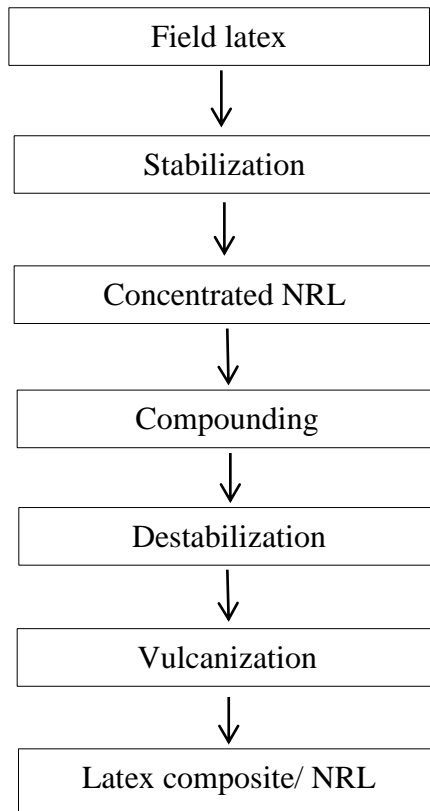 Field latex
Stabilization
Concentrated NRL
Compounding
Destabilization
Vulcanization
Latex composite/ NRL